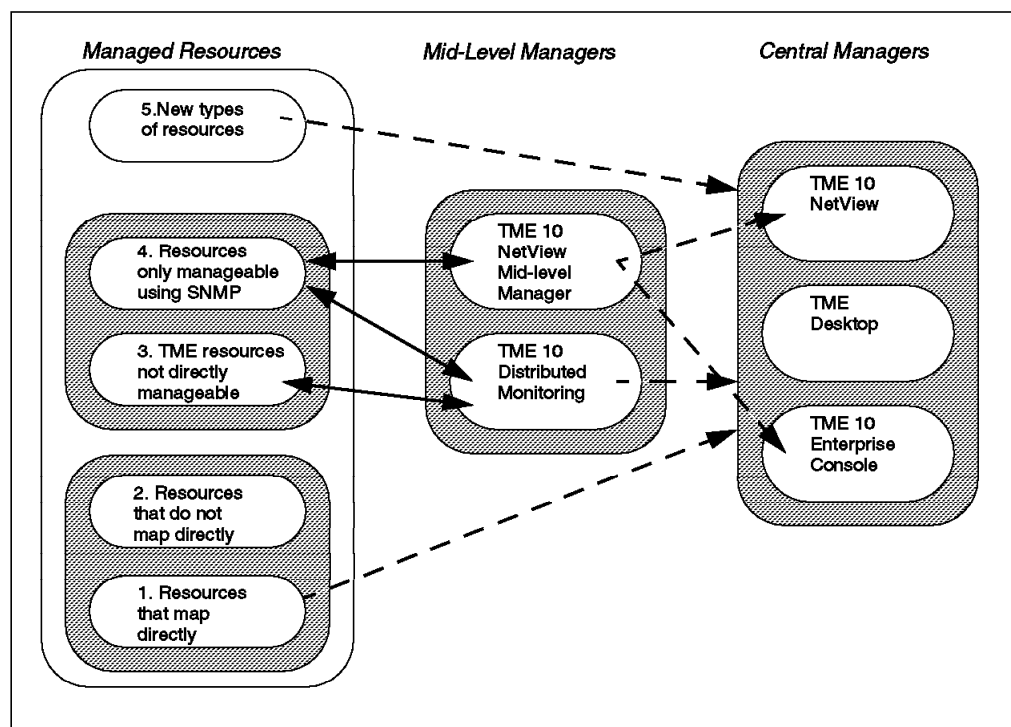 Managed Resources
Mid-Level Managers
Central Managers
5.New types
of resources
4. Resources
only manageable
using SNMP
3. TME resources
not directly
manageable
2. Resources
that do not
map directly
1. Resources
that map
directly
TME 10
NetView
Mid-level
Manager
TME 10
Distributed
Monitoring
TME 10
NetView
TME
Desktop
TME 10
Enterprise
Console